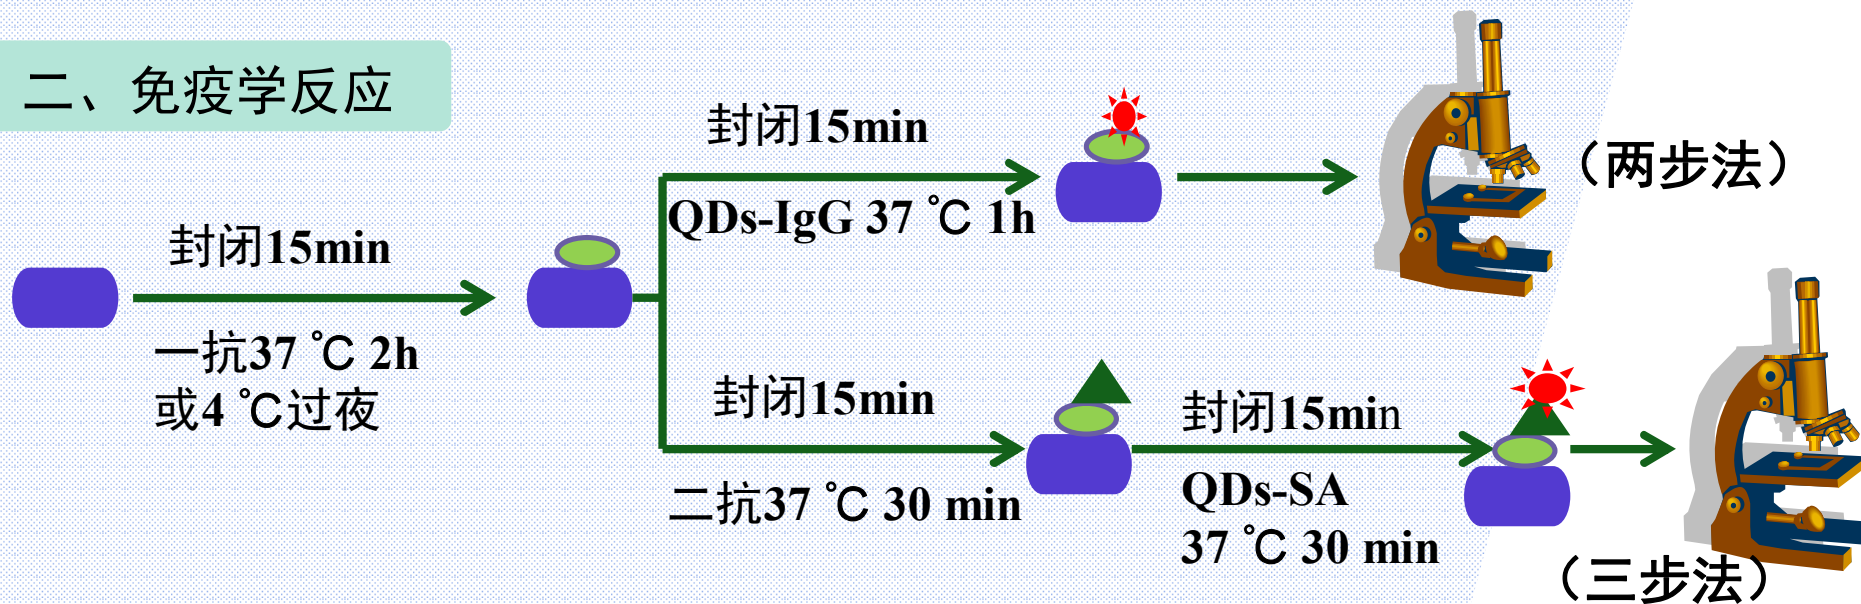 二、免疫学反应
封闭15min
QDs-IgG 37 ℃ 1h
（两步法）
封闭15min
一抗37 ℃ 2h
或4 ℃过夜
封闭15min
二抗37 ℃ 30 min
封闭15min
QDs-SA
37 ℃ 30 min
（三步法）